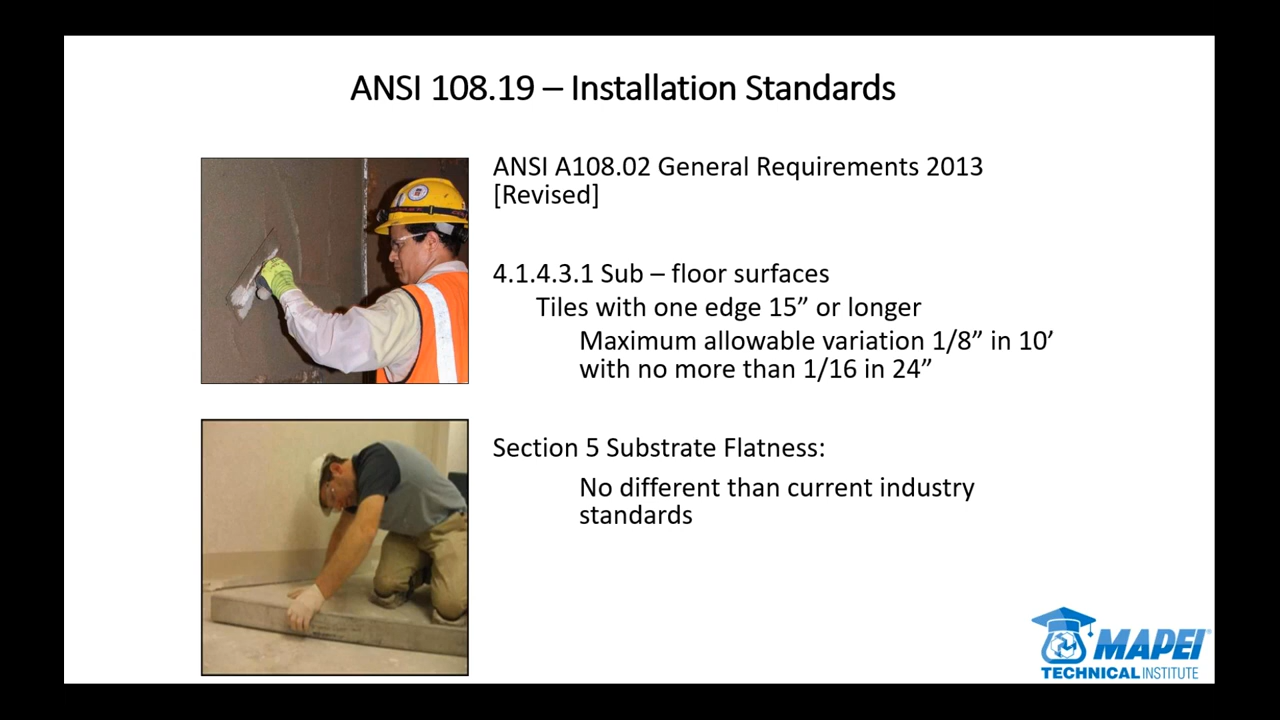 ANSI 108.19 – Installation Standards
ANSI A108.02 General Requirements 2013
[Revised]
4.1.4.3.1 Sub – floor surfaces
Tiles with one edge 15” or longer
Maximum allowable variation 1/8” in 10’
with no more than 1/16 in 24”
Section 5 Substrate Flatness:
No different than current industry
standards
MAPEI®
TECHNICAL INSTITUTE